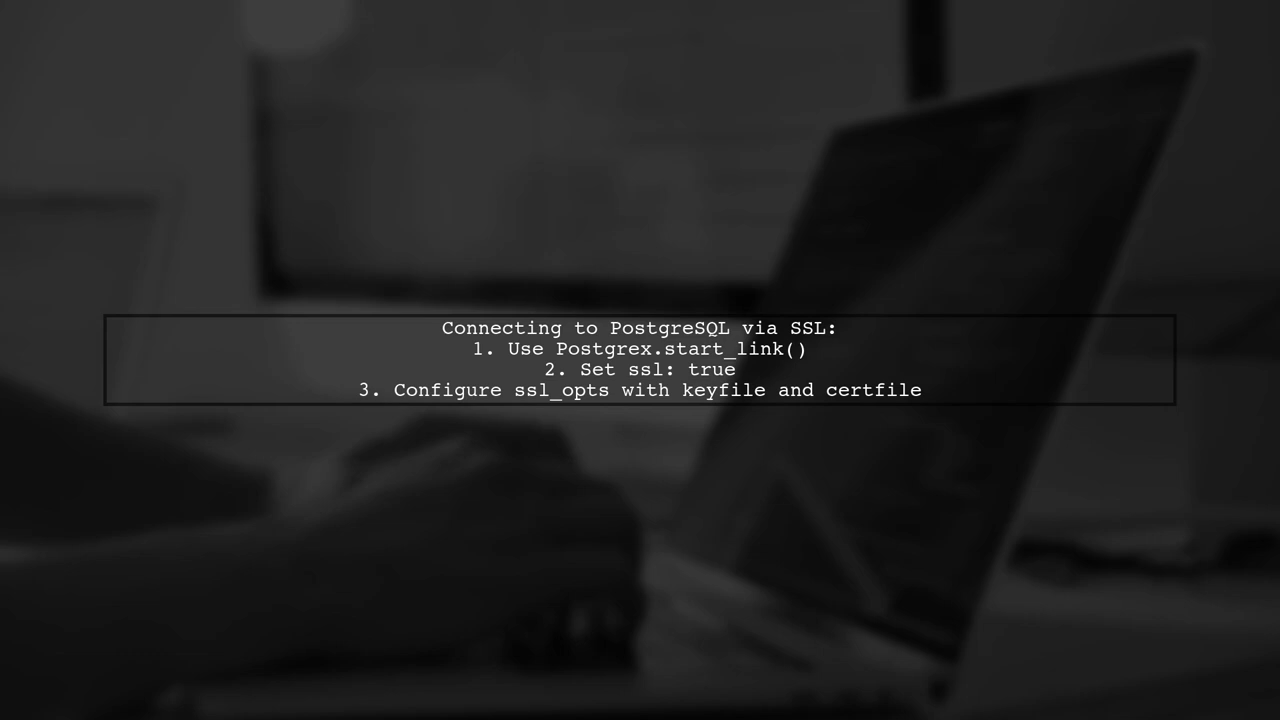 Connecting to PostgreSQL via SSL:
1. Use Postgrex.start_link()
2. Set ssl: true
3. Configure ssl_opts with keyfile and certfile